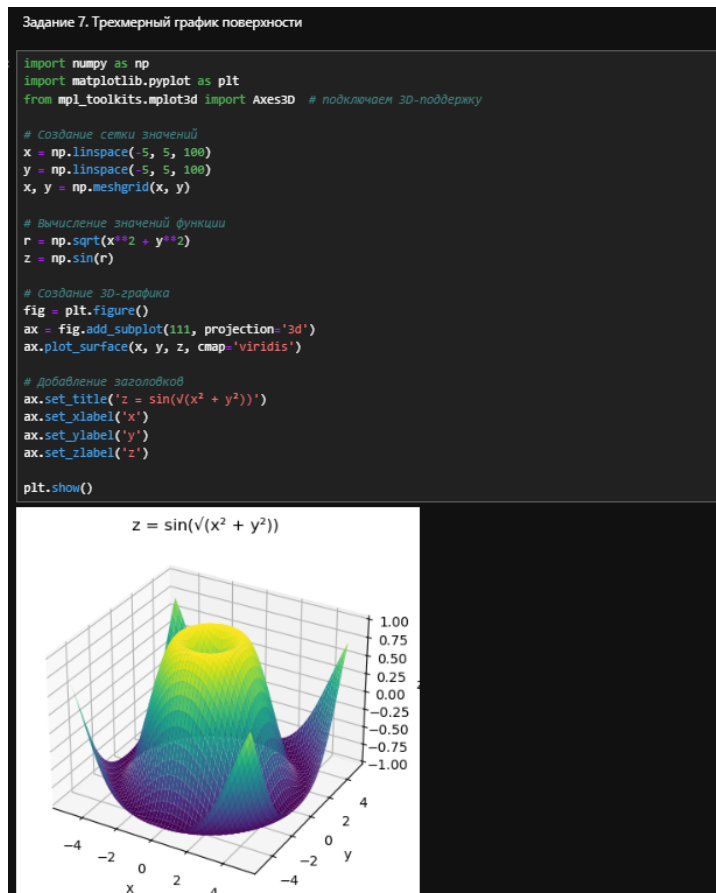 Задание 7. Трехмерный график поверхности
import numpy as np
import matplotlib.pyplot as plt
from mpl_toolkits.mplot3d import Axes3D  # подключаем 3D-поддержку
# Создание сетки значений
x = np.linspace(-5, 5, 100)
y = np.linspace(-5, 5, 100)
x, y = np.meshgrid(x, y)
# Вычисление значений функции
r = np.sqrt(x**2 + y**2)
z = np.sin(r)
# Создание 3D-графика
fig = plt.figure()
ax = fig.add_subplot(111, projection='3d')
ax.plot_surface(x, y, z, cmap='viridis')
# Добавление заголовков
ax.set_title('z = sin(√(x² + y²))')
ax.set_xlabel('x')
ax.set_ylabel('y')
ax.set_zlabel('z')
plt.show()
z = sin(√(x² + y²))
1.00
0.75
0.50
0.25
0.00
−0.25
−0.50
−0.75
−1.00
4
2
0
−2
−4
y
−4
−2
0
2
4
x